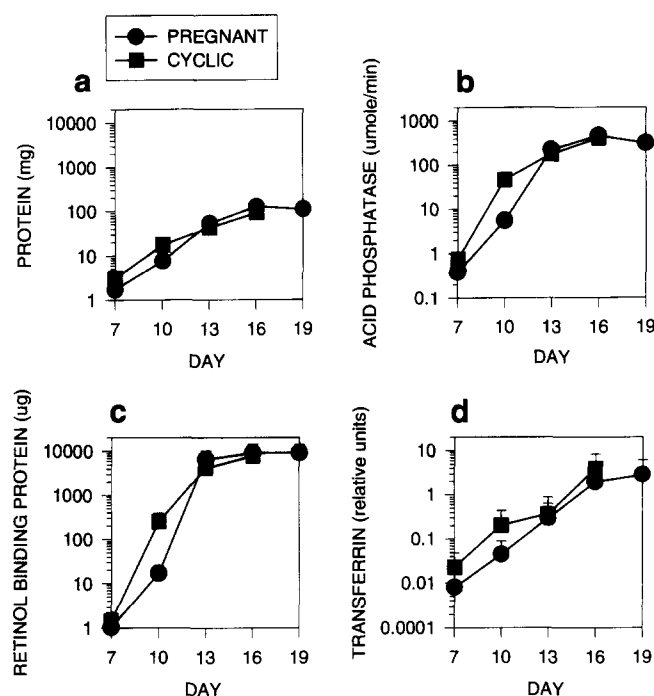 PREGNANT
CYCLIC
a
PROTEIN (mg)
10000
1000
100
10
1
7 10 13 16 19
DAY
b
ACID PHOSPHATASE (umole/min)
1000
100
10
1
0.1
7 10 13 16 19
DAY
c
RETINOL BINDING PROTEIN (ug)
10000
1000
100
10
1
7 10 13 16 19
DAY
d
TRANSFERRIN (relative units)
10
1
0.1
0.01
0.0001
7 10 13 16 19
DAY